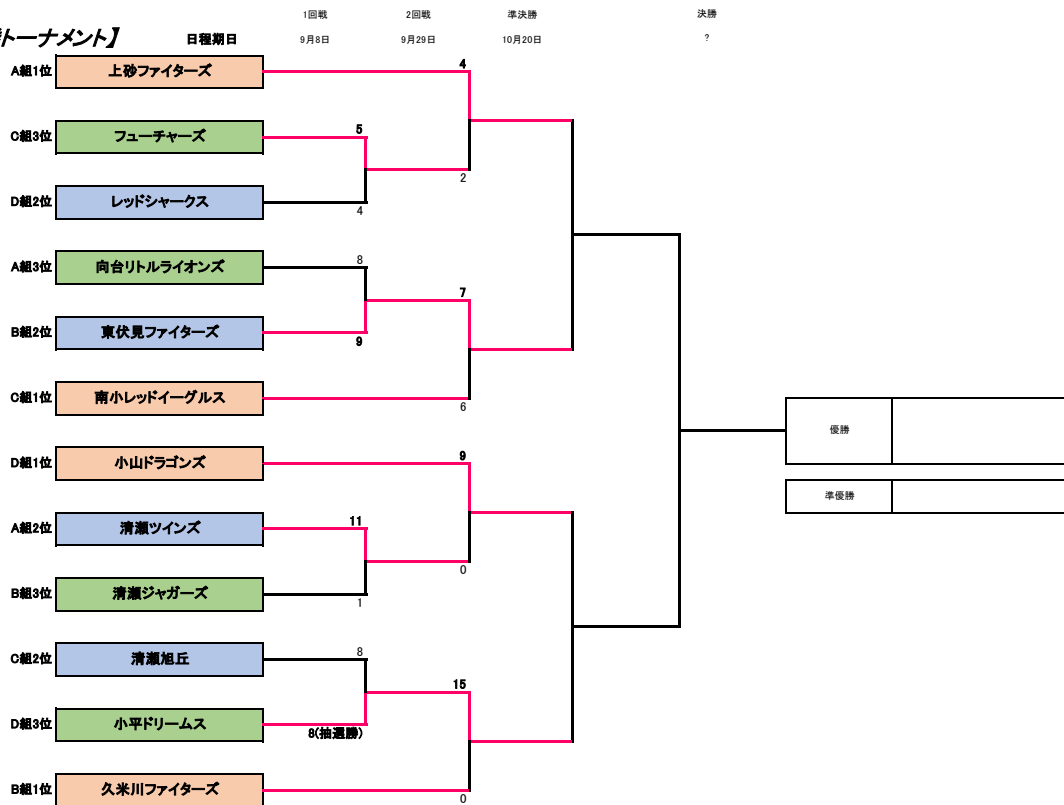 1回戦 2回戦 準決勝 決勝
トーナメント】 日程期日 9月8日 9月29日 10月20日 ?
A組1位 上砂ファイターズ 4
C組3位 フューチャーズ 5
2
D組2位 レッドシャークス 4
A組3位 向台リトルライオンズ 8
7
B組2位 東伏見ファイターズ 9
C組1位 南小レッドイーグルス 6
優勝
D組1位 小山ドラゴンズ 9
準優勝
A組2位 清瀬ツインズ 11
0
B組3位 清瀬ジャガーズ 1
C組2位 清瀬旭丘 8
15
D組3位 小平ドリームス 8(抽選勝)
B組1位 久米川ファイターズ 0